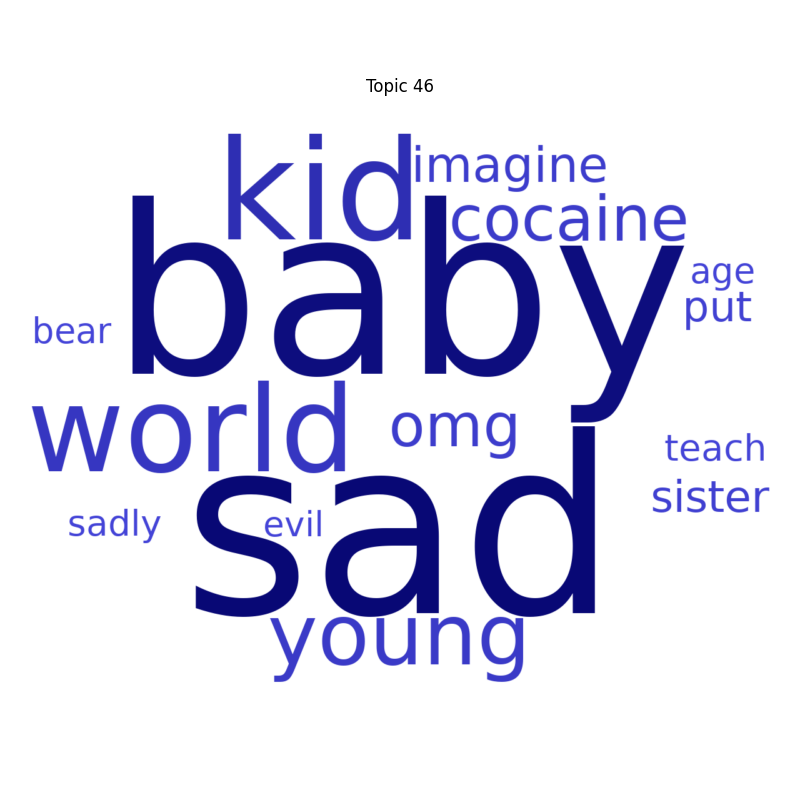 Topic 46
kid
imagine
cocaine
baby
age
put
bear
world
omg
teach
sister
sad
sadly
evil
young